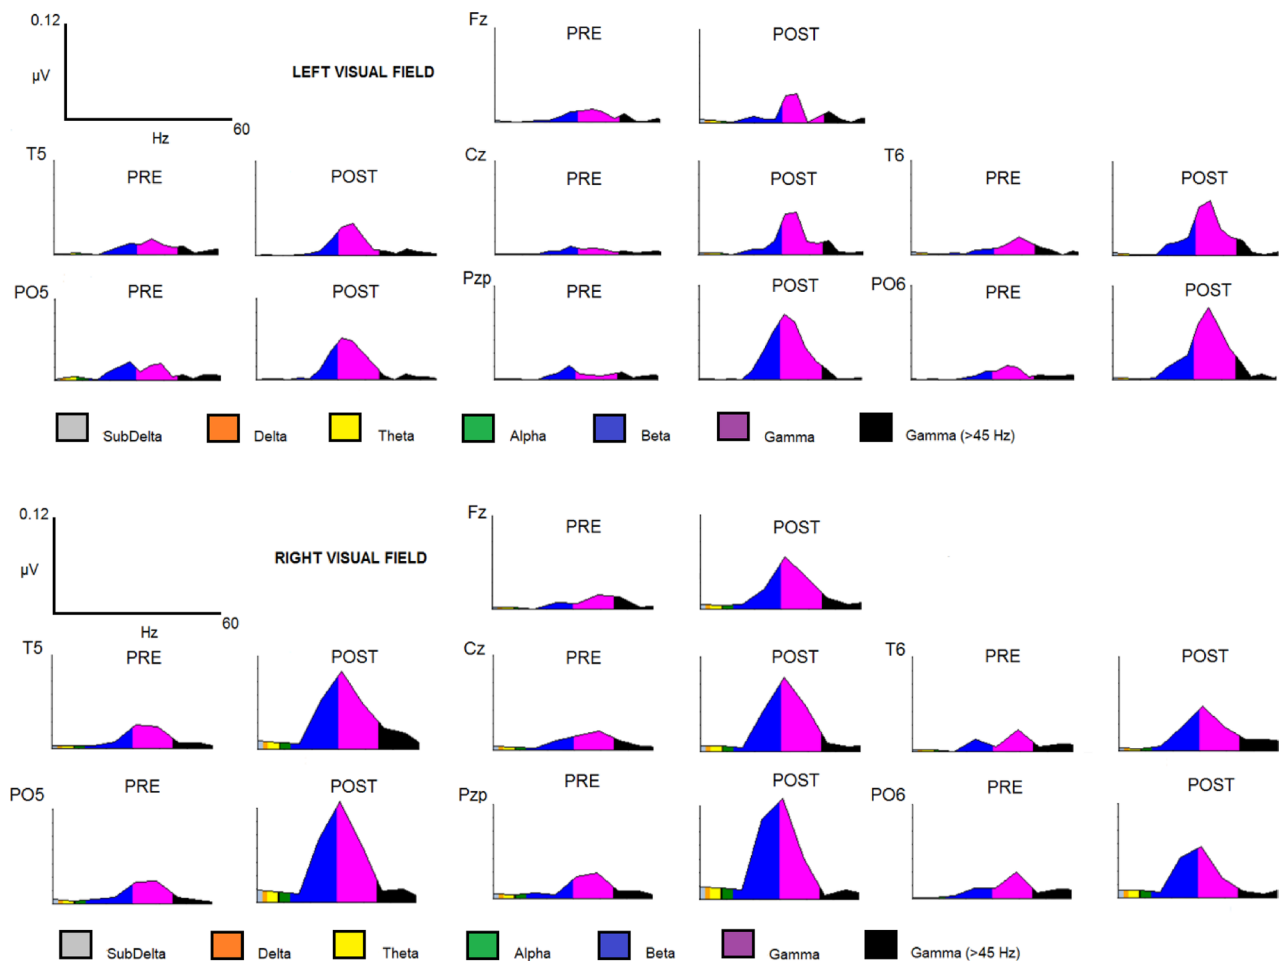 0.12
µV
Hz
60
LEFT VISUAL FIELD
Fz
PRE
POST
T5
PRE
POST
Cz
PRE
POST
T6
PRE
POST
PO5
PRE
POST
Pzp
PRE
POST
PO6
PRE
POST
SubDelta
Delta
Theta
Alpha
Beta
Gamma
Gamma (>45 Hz)
0.12
µV
Hz
60
RIGHT VISUAL FIELD
Fz
PRE
POST
T5
PRE
POST
Cz
PRE
POST
T6
PRE
POST
PO5
PRE
POST
Pzp
PRE
POST
PO6
PRE
POST
SubDelta
Delta
Theta
Alpha
Beta
Gamma
Gamma (>45 Hz)